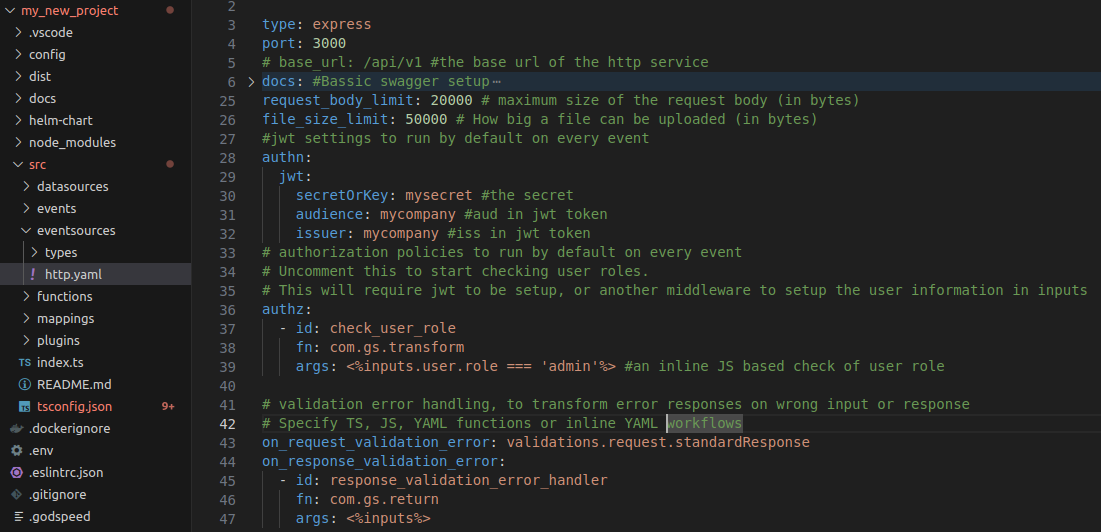 my_new_project
.vscode
config
dist
docs
helm-chart
node_modules
src
datasources
events
eventsources
types
! http.yaml
functions
mappings
plugins
TS index.ts
README.md
TS tsconfig.json 9+
.dockerignore
.env
.eslintrc.json
.gitignore
.godspeed
2
3 type: express
4 port: 3000
5 # base_url: /api/v1 #the base url of the http service
6 docs: #Bassic swagger setup⋯
25 request_body_limit: 20000 # maximum size of the request body (in bytes)
26 file_size_limit: 50000 # How big a file can be uploaded (in bytes)
27 #jwt settings to run by default on every event
28 authn:
29   jwt:
30     secretOrKey: mysecret #the secret
31     audience: mycompany #aud in jwt token
32     issuer: mycompany #iss in jwt token
33 # authorization policies to run by default on every event
34 # Uncomment this to start checking user roles.
35 # This will require jwt to be setup, or another middleware to setup the user information in inputs
36 authz:
37   - id: check_user_role
38     fn: com.gs.transform
39     args: <%inputs.user.role === 'admin'%> #an inline JS based check of user role
40
41 # validation error handling, to transform error responses on wrong input or response
42 # Specify TS, JS, YAML functions or inline YAML workflows
43 on_request_validation_error: validations.request.standardResponse
44 on_response_validation_error:
45   - id: response_validation_error_handler
46     fn: com.gs.return
47     args: <%inputs%>